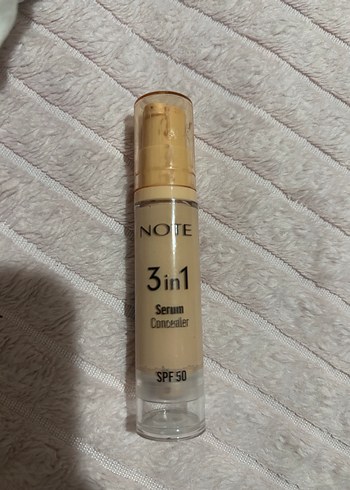 NOTE
3in1
Serum
Concealer
SPF 50